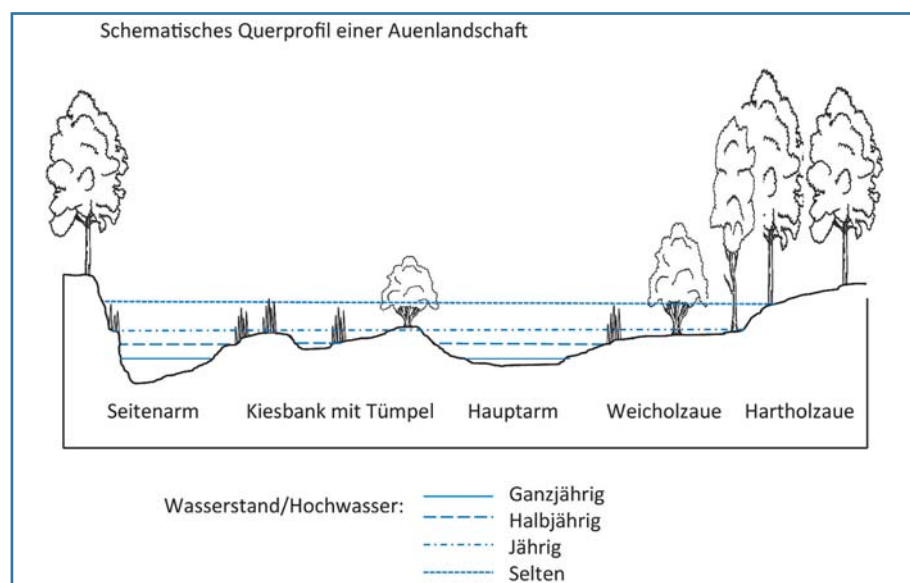 Schematisches Querprofil einer Auenlandschaft
Seitenarm Kiesbank mit Tümpel Hauptarm Weicholzaue Hartholzaue
Wasserstand/Hochwasser:
Ganzjährig
Halbjährig
Jährig
Selten